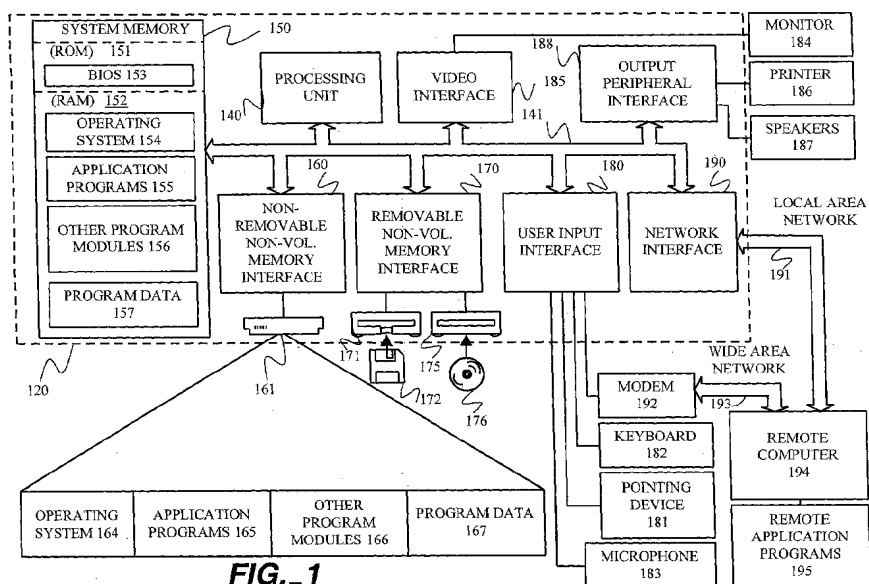 SYSTEM MEMORY
150
(ROM) 151
BIOS 153
(RAM) 152
OPERATING
SYSTEM 154
APPLICATION
PROGRAMS 155
OTHER PROGRAM
MODULES 156
PROGRAM DATA
157
120
PROCESSING
UNIT
140
VIDEO
INTERFACE
185
188
OUTPUT
PERIPHERAL
INTERFACE
141
MONITOR
184
PRINTER
186
SPEAKERS
187
160
NON-
REMOVABLE
NON-VOL.
MEMORY
INTERFACE
170
REMOVABLE
NON-VOL.
MEMORY
INTERFACE
180
USER INPUT
INTERFACE
190
NETWORK
INTERFACE
LOCAL AREA
NETWORK
191
161
171
172
175
176
WIDE AREA
NETWORK
MODEM
192
193
KEYBOARD
182
POINTING
DEVICE
181
MICROPHONE
183
REMOTE
COMPUTER
194
REMOTE
APPLICATION
PROGRAMS
195
OPERATING
SYSTEM 164
APPLICATION
PROGRAMS 165
OTHER
PROGRAM
MODULES 166
PROGRAM DATA
167
FIG._1